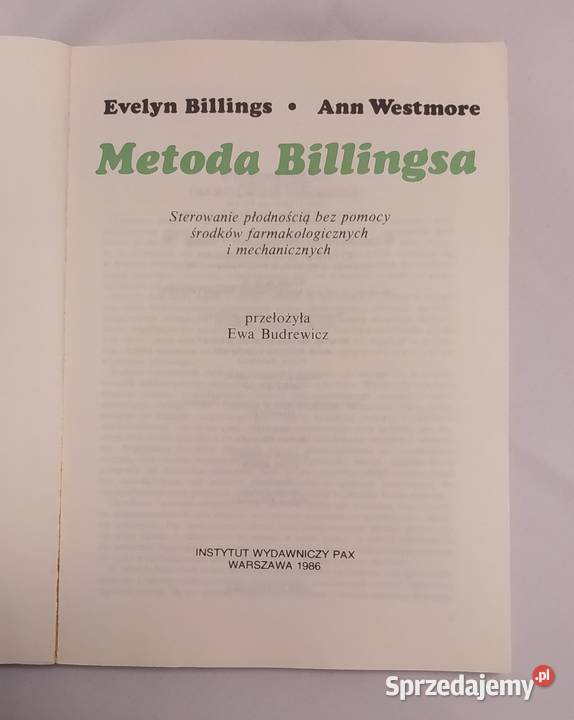 Evelyn Billings • Ann Westmore
Metoda Billingsa
Sterowanie płodnością bez pomocy
środków farmakologicznych
i mechanicznych
przełożyła
Ewa Budrewicz
INSTYTUT WYDAWNICZY PAX
WARSZAWA 1986
Sprzedajemy.pl